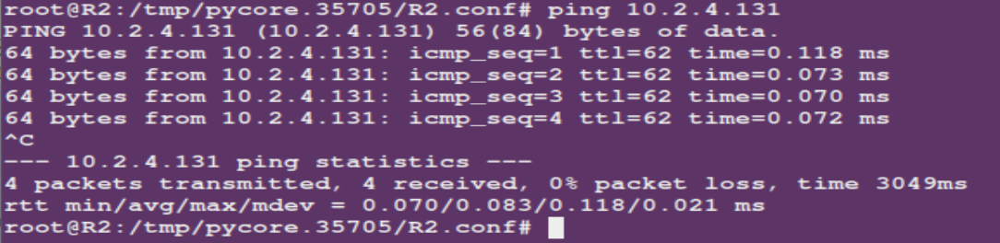 root@R2:/tmp/pycore.35705/R2.conf# ping 10.2.4.131
PING 10.2.4.131 (10.2.4.131) 56(84) bytes of data.
64 bytes from 10.2.4.131: icmp_seq=1 ttl=62 time=0.118 ms
64 bytes from 10.2.4.131: icmp_seq=2 ttl=62 time=0.073 ms
64 bytes from 10.2.4.131: icmp_seq=3 ttl=62 time=0.070 ms
64 bytes from 10.2.4.131: icmp_seq=4 ttl=62 time=0.072 ms
^C
--- 10.2.4.131 ping statistics ---
4 packets transmitted, 4 received, 0% packet loss, time 3049ms
rtt min/avg/max/mdev = 0.070/0.083/0.118/0.021 ms
root@R2:/tmp/pycore.35705/R2.conf#